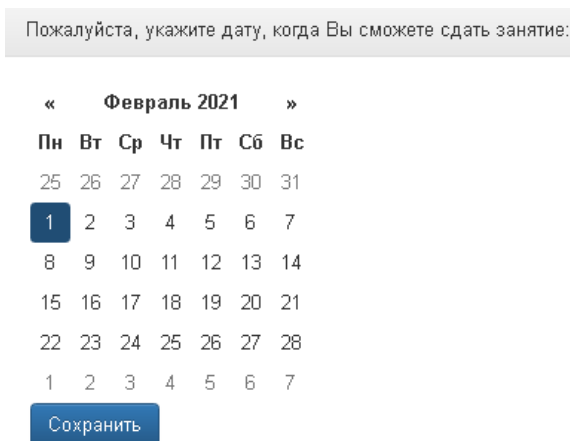 Пожалуйста, укажите дату, когда Вы сможете сдать занятие:
« Февраль 2021 »
Пн Вт Ср Чт Пт Сб Вс
25 26 27 28 29 30 31
1 2 3 4 5 6 7
8 9 10 11 12 13 14
15 16 17 18 19 20 21
22 23 24 25 26 27 28
1 2 3 4 5 6 7
Сохранить